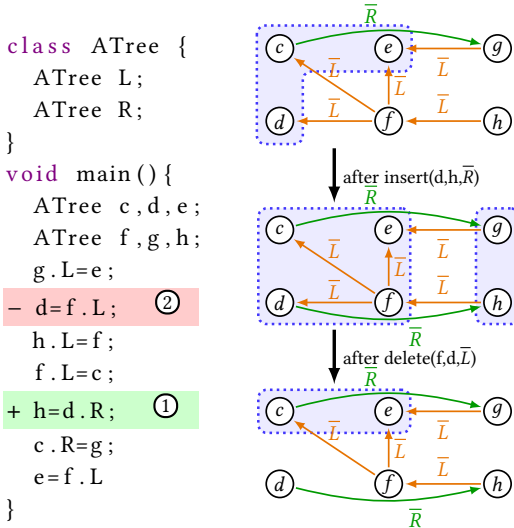 class ATree {
ATree L;
ATree R;
}
void main(){
ATree c,d,e;
ATree f,g,h;
g.L=e;
- d=f.L; ②
h.L=f;
f.L=c;
+ h=d.R; ①
c.R=g;
e=f.L
}
R̅
c e g
L̅ L̅
L̅
L̅ L̅
d f h
after insert(d,h,R̅)
R̅
c e g
L̅ L̅
L̅
L̅ L̅
d f h
R̅
after delete(f,d,L̅)
R̅
c e g
L̅ L̅
L̅
L̅
d f h
R̅